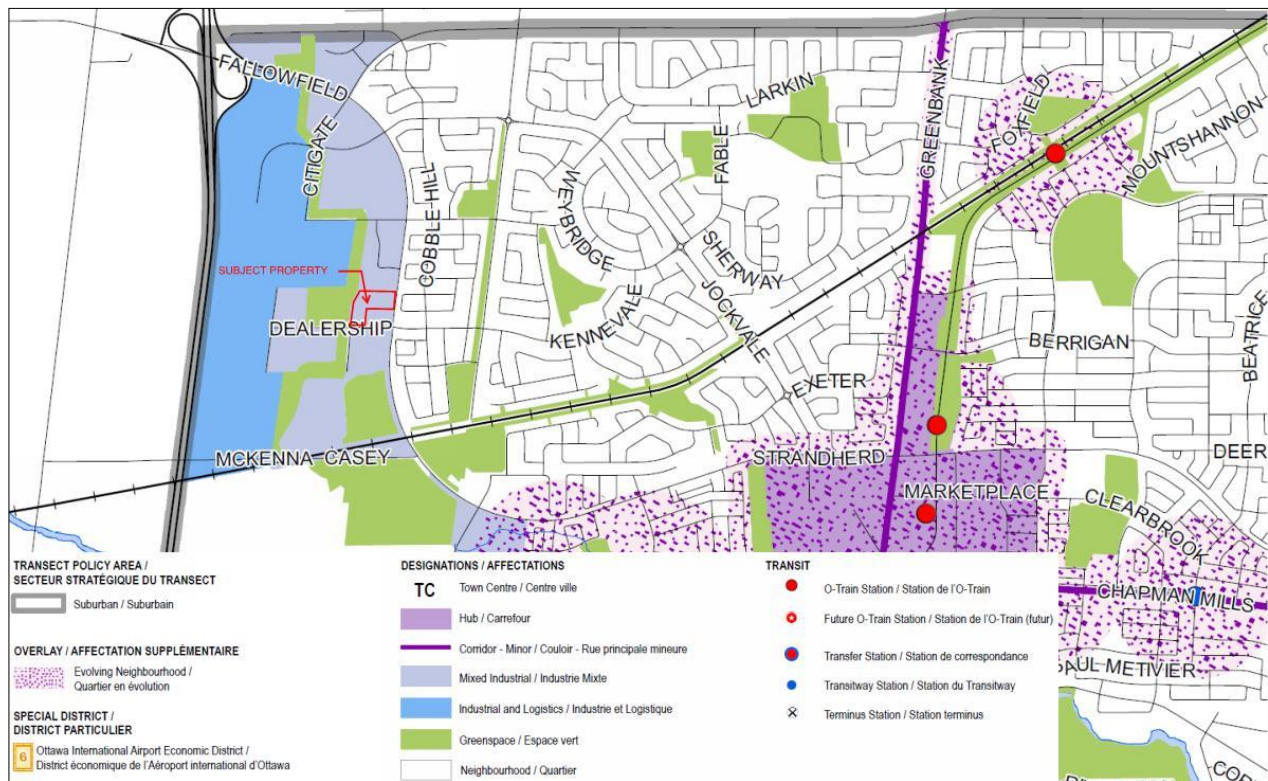 FALLOWFIELD
CITIGATE
COBBLE HILL
WEYBRIDGE
FABLE
LARKIN
GREENBANK
FOXFIELD
MOUNTSHANNON
SUBJECT PROPERTY
DEALERSHIP
KENNEVALE
SHERWAY
JOCKVALE
EXETER
BERRIGAN
BEATRICE
MCKENNA-CASEY
STRANDHERD
DEER
MARKETPLACE
CLEARBROOK
CHAPMAN MILLS
PAUL METIVIER
TRANSECT POLICY AREA /
SECTEUR STRATÉGIQUE DU TRANSECT
Suburban / Suburbain
OVERLAY / AFFECTATION SUPPLÉMENTAIRE
Evolving Neighbourhood /
Quartier en évolution
SPECIAL DISTRICT /
DISTRICT PARTICULIER
6
Ottawa International Airport Economic District /
District économique de l'Aéroport international d'Ottawa
DESIGNATIONS / AFFECTATIONS
TC Town Centre / Centre ville
Hub / Carrefour
Corridor - Minor / Couloir - Rue principale mineure
Mixed Industrial / Industrie Mixte
Industrial and Logistics / Industrie et Logistique
Greenspace / Espace vert
Neighbourhood / Quartier
TRANSIT
O-Train Station / Station de l'O-Train
Future O-Train Station / Station de l'O-Train (futur)
Transfer Station / Station de correspondance
Transitway Station / Station du Transitway
Terminus Station / Station terminus